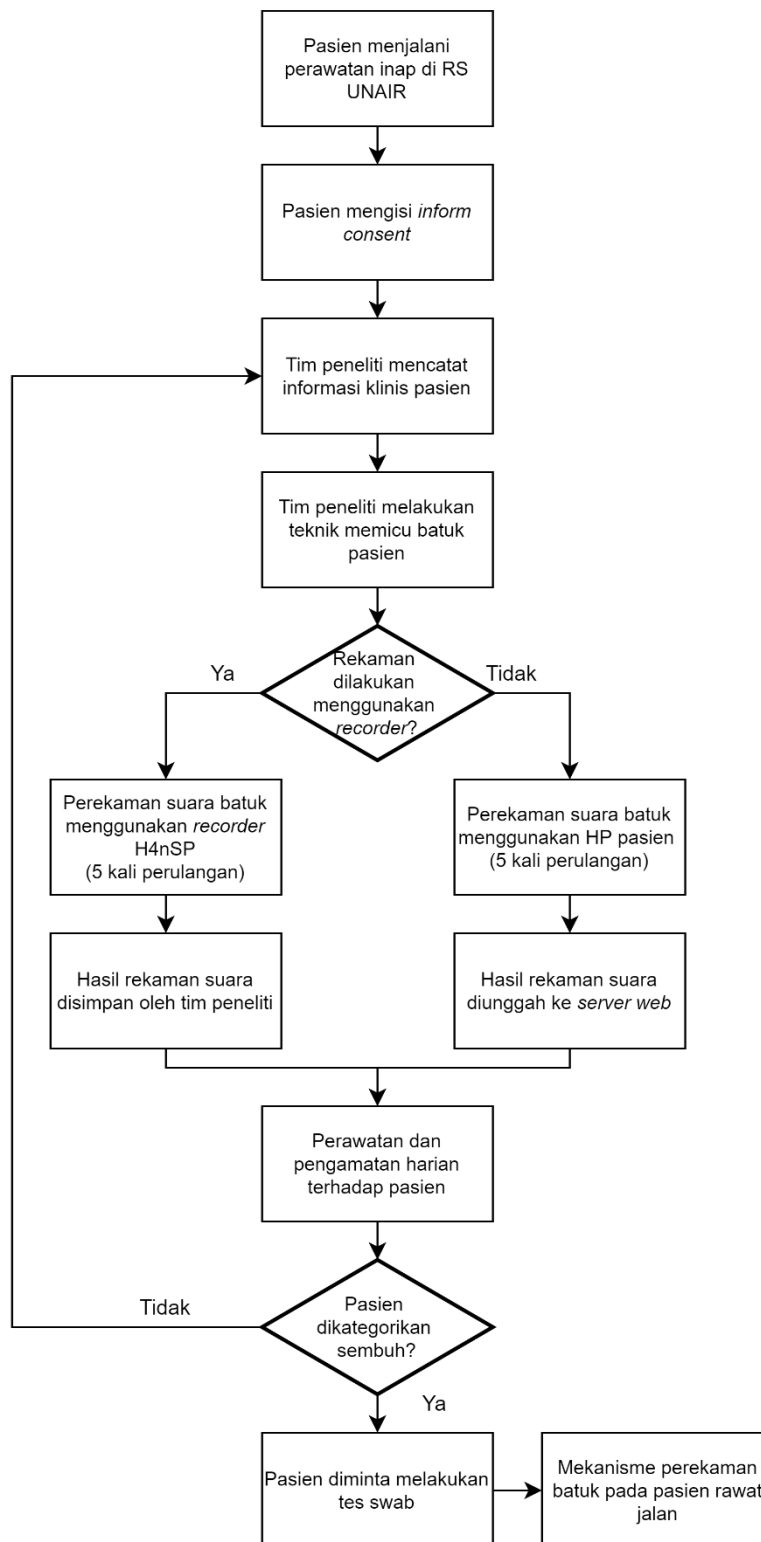 Pasien menjalani
perawatan inap di RS
UNAIR
Pasien mengisi inform
consent
Tim peneliti mencatat
informasi klinis pasien
Tim peneliti melakukan
teknik memicu batuk
pasien
Ya
Rekaman
dilakukan
menggunakan
recorder?
Tidak
Perekaman suara batuk
menggunakan recorder
H4nSP
(5 kali perulangan)
Perekaman suara batuk
menggunakan HP pasien
(5 kali perulangan)
Hasil rekaman suara
disimpan oleh tim peneliti
Hasil rekaman suara
diunggah ke server web
Perawatan dan
pengamatan harian
terhadap pasien
Tidak
Pasien
dikategorikan
sembuh?
Ya
Pasien diminta melakukan
tes swab
Mekanisme perekaman
batuk pada pasien rawat
jalan